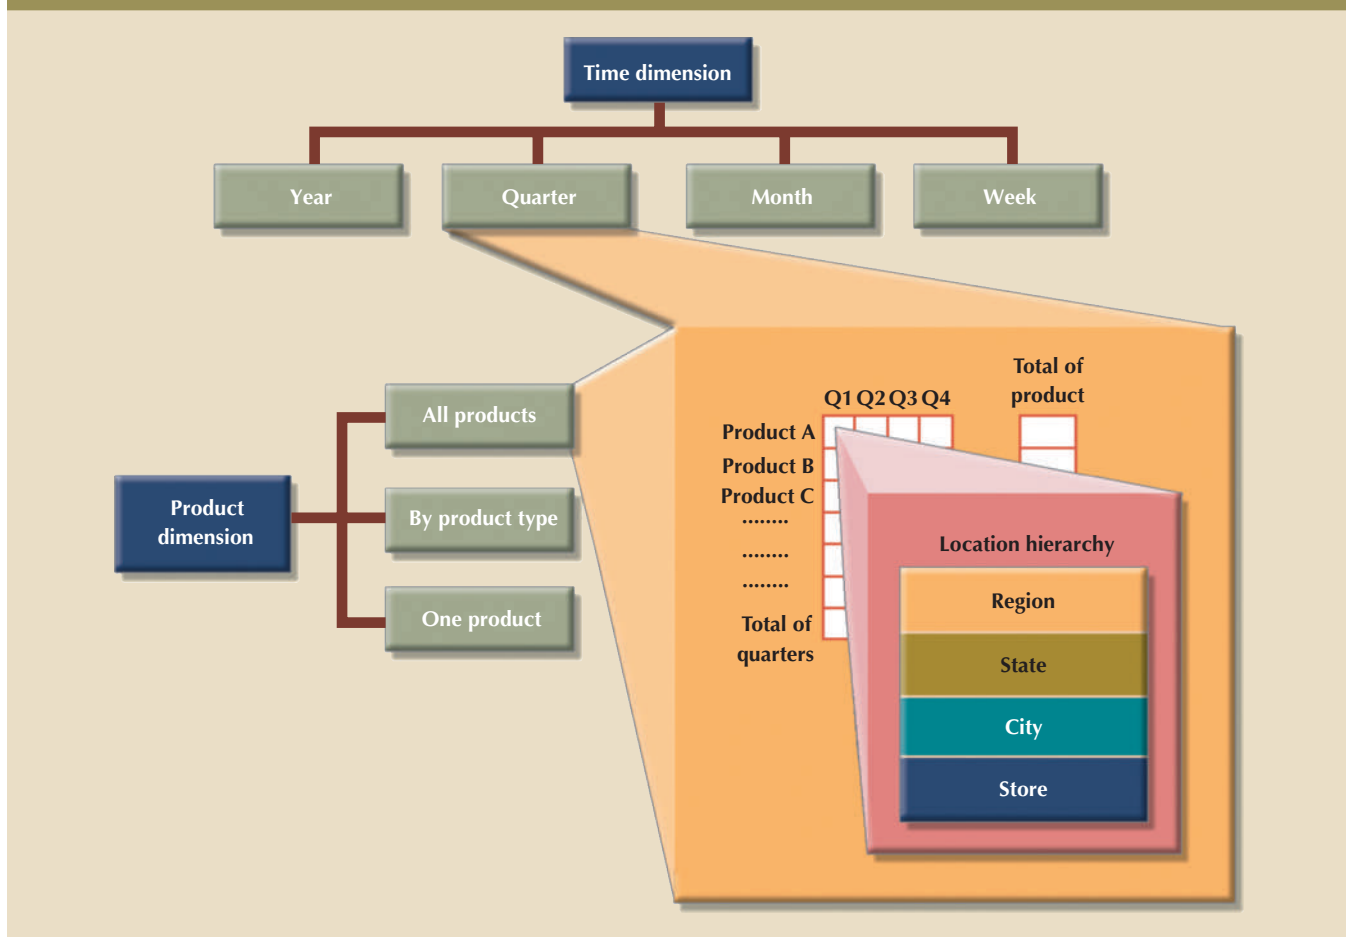 Time dimension
Year
Quarter
Month
Week
Product
dimension
All products
By product type
One product
Total of
product
Q1 Q2 Q3 Q4
Product A
Product B
Product C
........
........
........
Total of
quarters
Location hierarchy
Region
State
City
Store